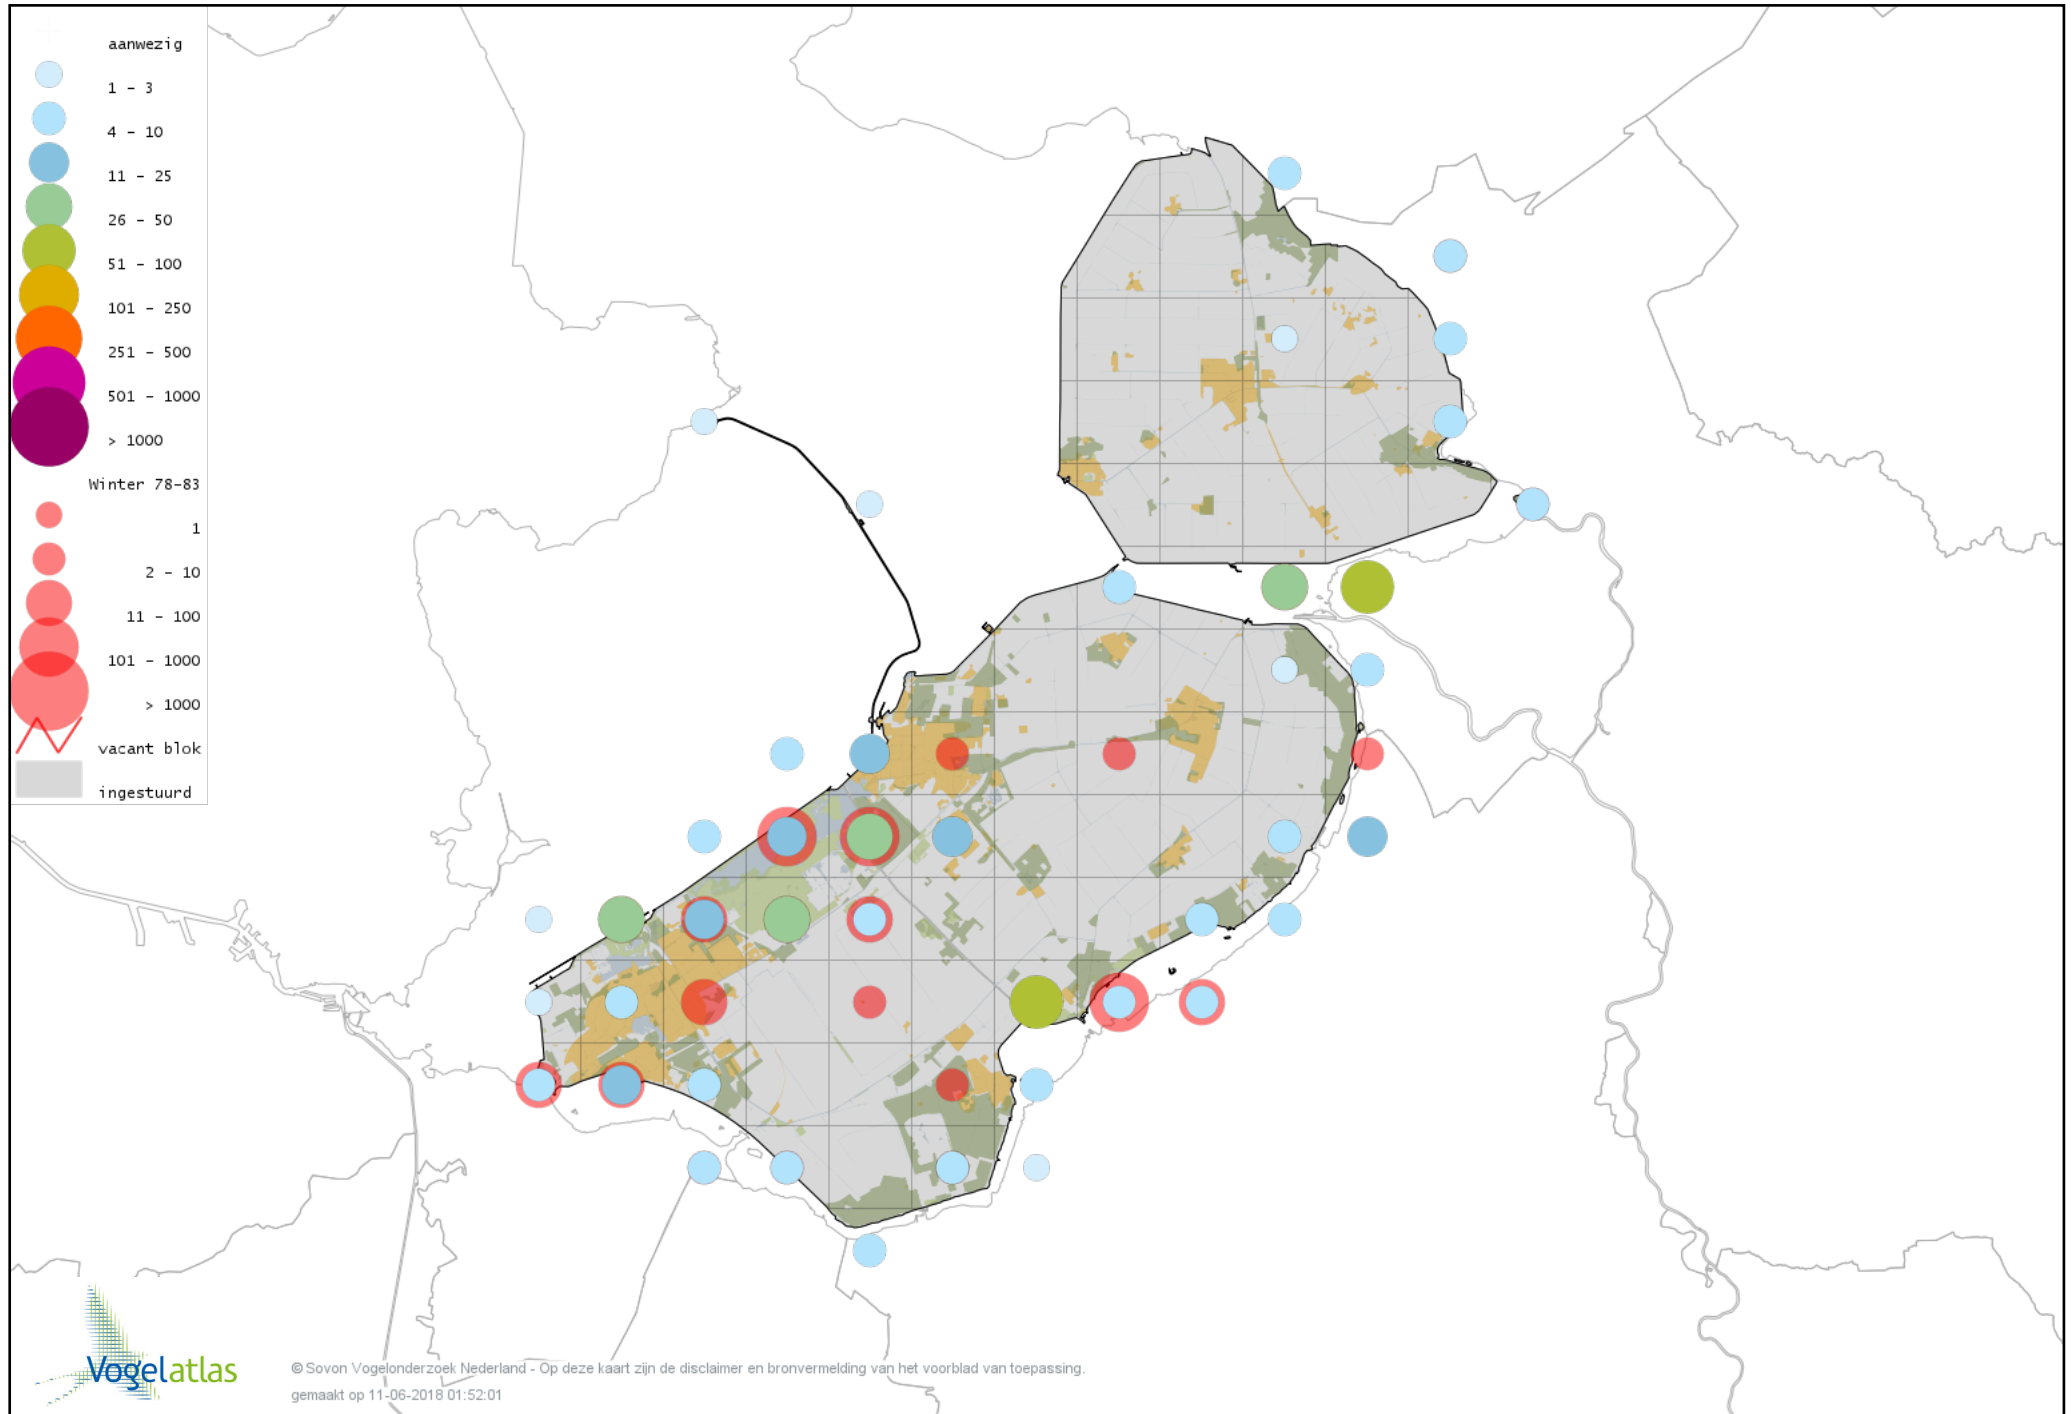 aanwezig
1 - 3
4 - 10
11 - 25
26 - 50
51 - 100
101 - 250
251 - 500
501 - 1000
> 1000
Winter 78-83
1
2 - 10
11 - 100
101 - 1000
> 1000
vacant blok
ingestuurd
Vogelatlas
© Sovon Vogelonderzoek Nederland - Op deze kaart zijn de disclaimer en bronvermelding van het voorblad van toepassing.
gemaakt op 11-06-2018 01:52:01